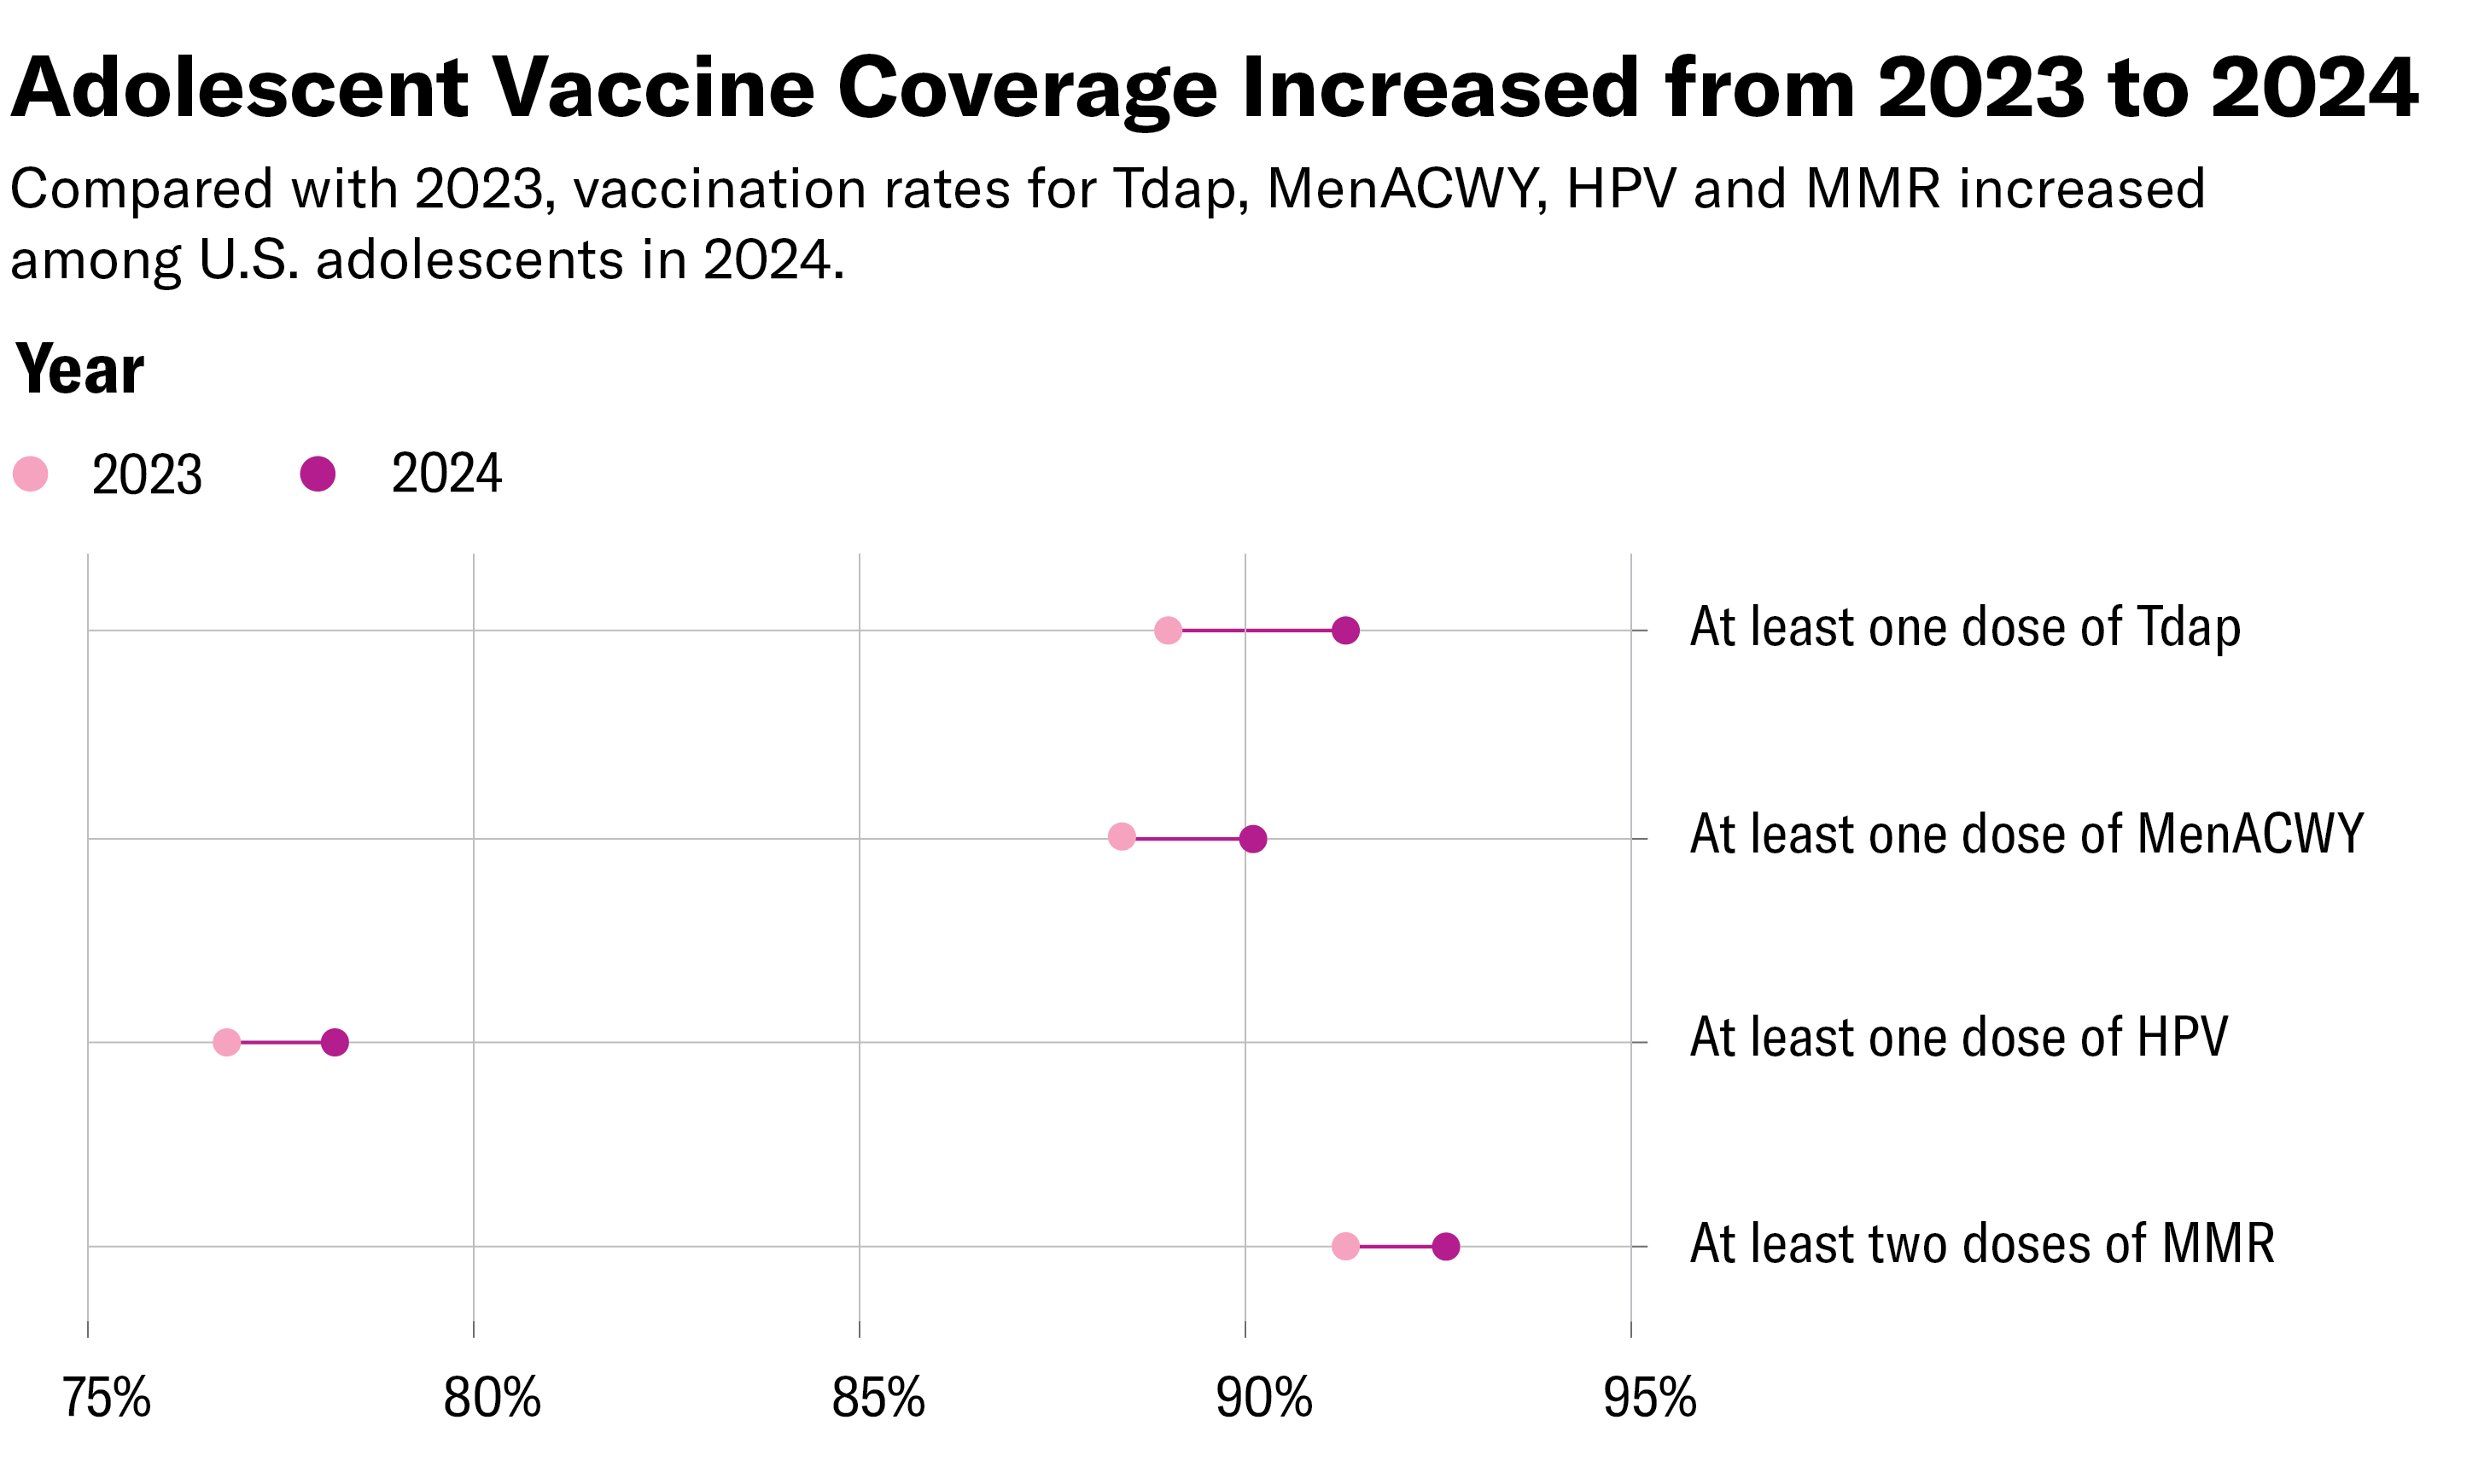 Adolescent Vaccine Coverage Increased from 2023 to 2024
Compared with 2023, vaccination rates for Tdap, MenACWY, HPV and MMR increased
among U.S. adolescents in 2024.
Year
2023 2024
At least one dose of Tdap
At least one dose of MenACWY
At least one dose of HPV
At least two doses of MMR
75% 80% 85% 90% 95%